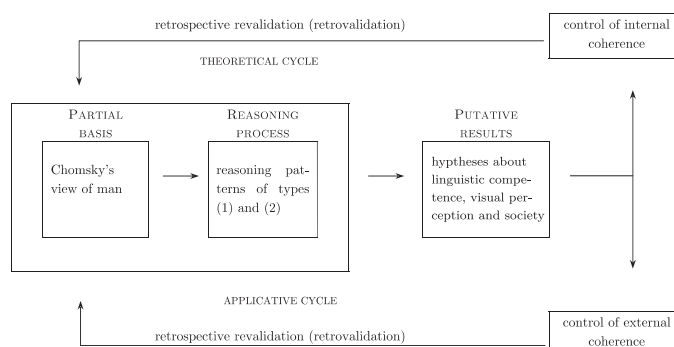 retrospective revalidation (retrovalidation)
control of internal
coherence
THEORETICAL CYCLE
PARTIAL
BASIS
REASONING
PROCESS
PUTATIVE
RESULTS
Chomsky's
view of man
reasoning pat-
terns of types
(1) and (2)
hyptheses about
linguistic compe-
tence, visual per-
ception and society
APPLICATIVE CYCLE
retrospective revalidation (retrovalidation)
control of external
coherence